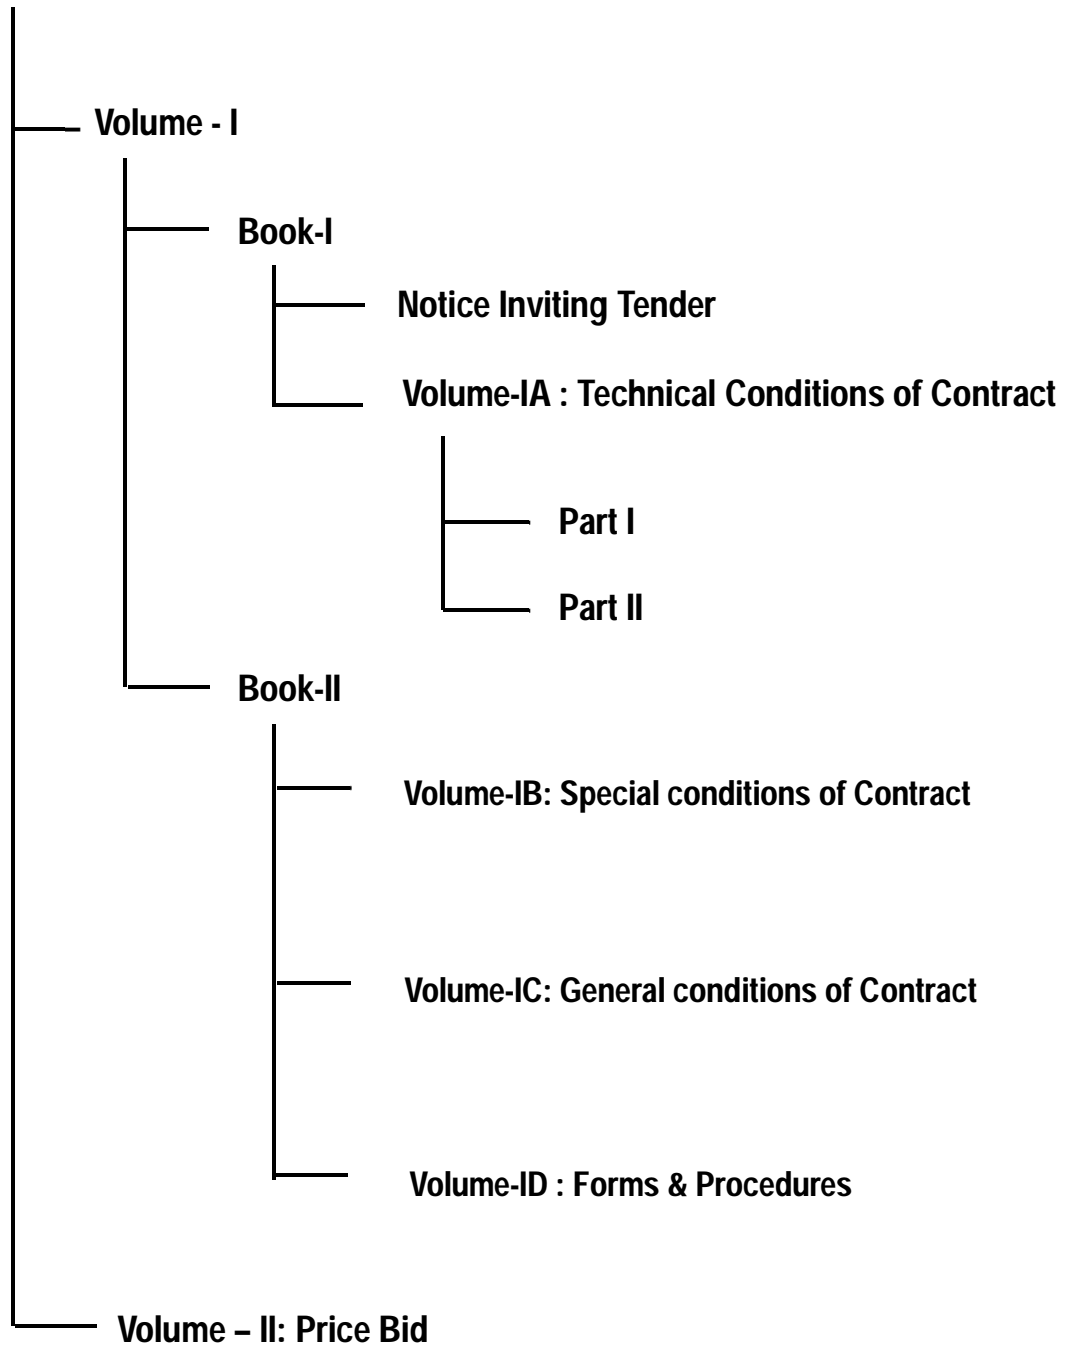 Volume - I
Book-I
Notice Inviting Tender
Volume-IA : Technical Conditions of Contract
Part I
Part II
Book-II
Volume-IB: Special conditions of Contract
Volume-IC: General conditions of Contract
Volume-ID : Forms & Procedures
Volume – II: Price Bid